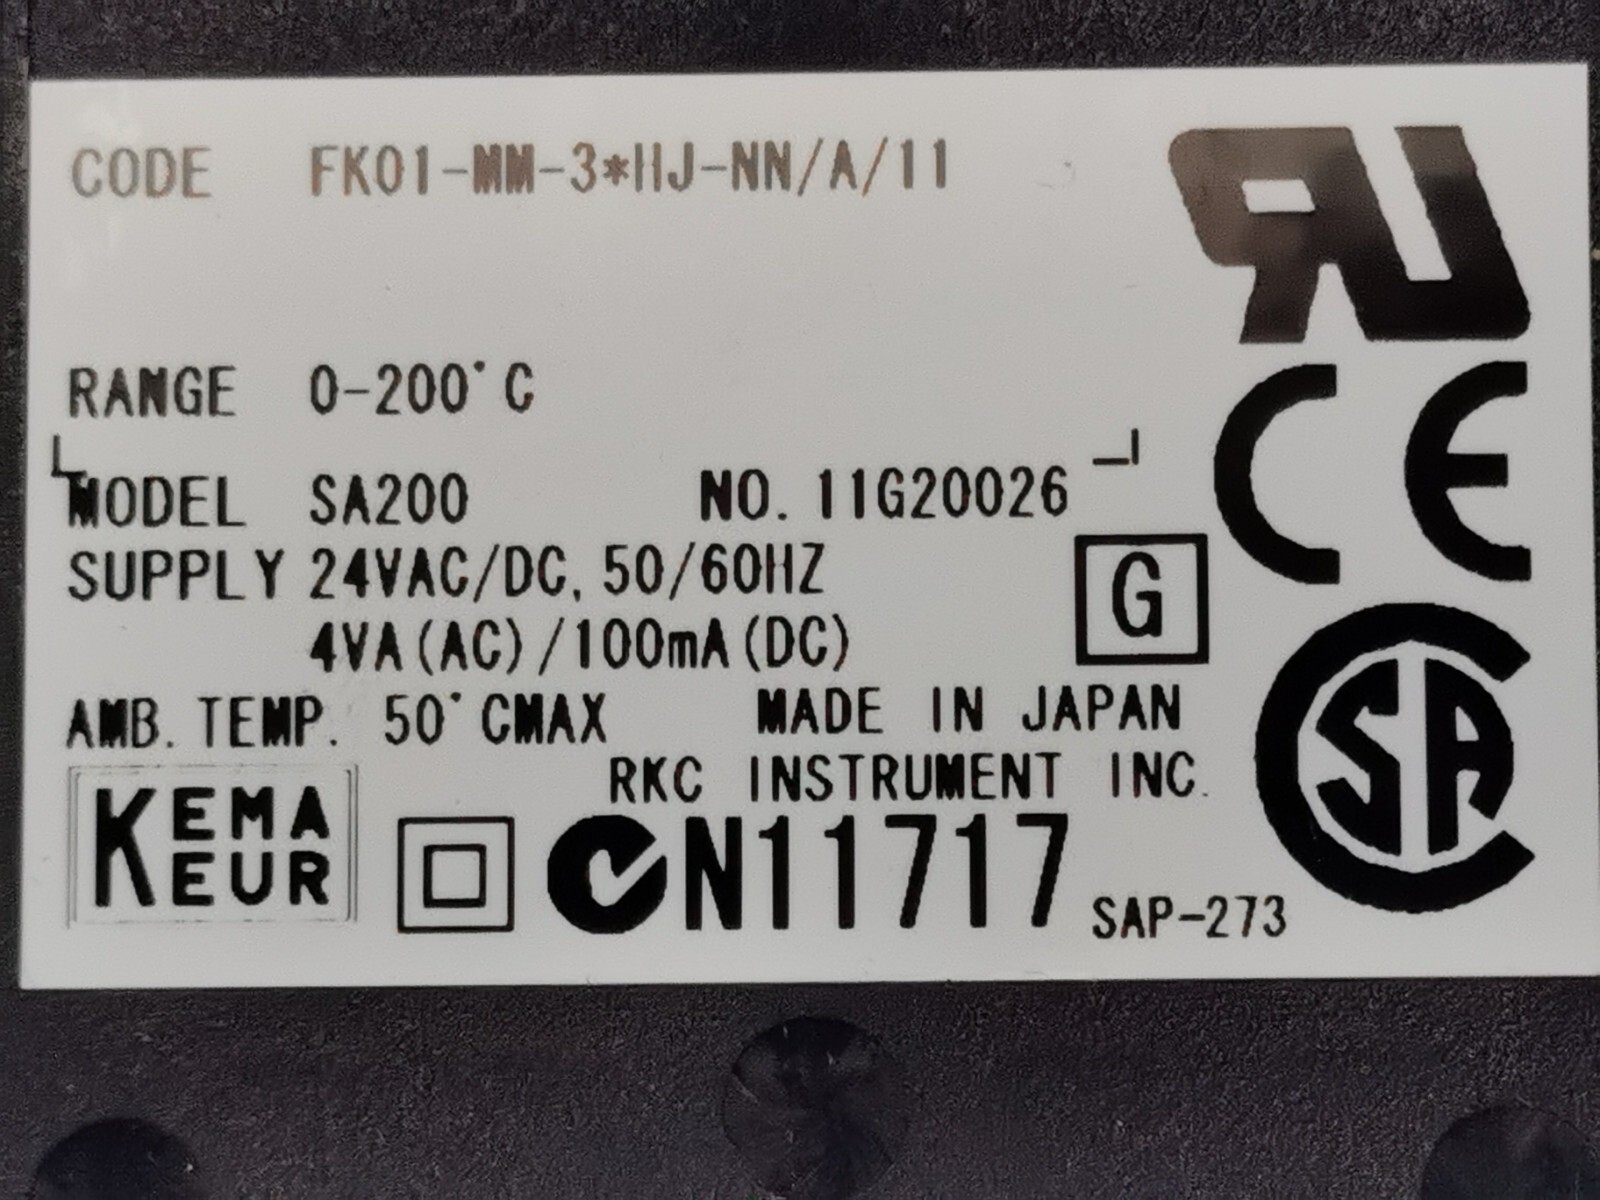 CODE FK01-MM-3*HJ-NN/A/11
RANGE 0-200°C
MODEL SA200 NO. 11G20026
SUPPLY 24VAC/DC, 50/60HZ
4VA(AC)/100mA(DC)
G
AMB. TEMP. 50°CMAX MADE IN JAPAN
RKC INSTRUMENT INC.
KEMA
EUR
N11717
SAP-273
RU
CE
CSA